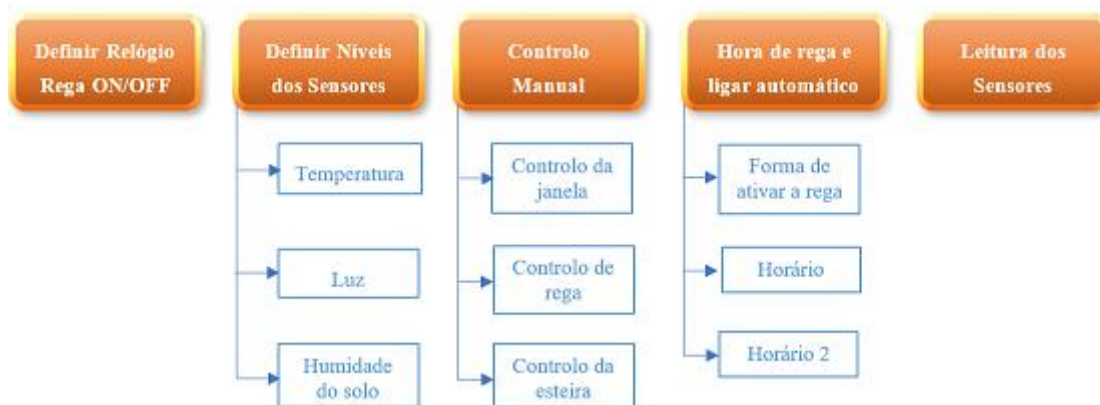 Definir Relógio
Rega ON/OFF
Definir Níveis
dos Sensores
Temperatura
Luz
Humidade
do solo
Controlo
Manual
Controlo da
janela
Controlo de
rega
Controlo da
esteira
Hora de rega e
ligar automático
Forma de
ativar a rega
Horário
Horário 2
Leitura dos
Sensores